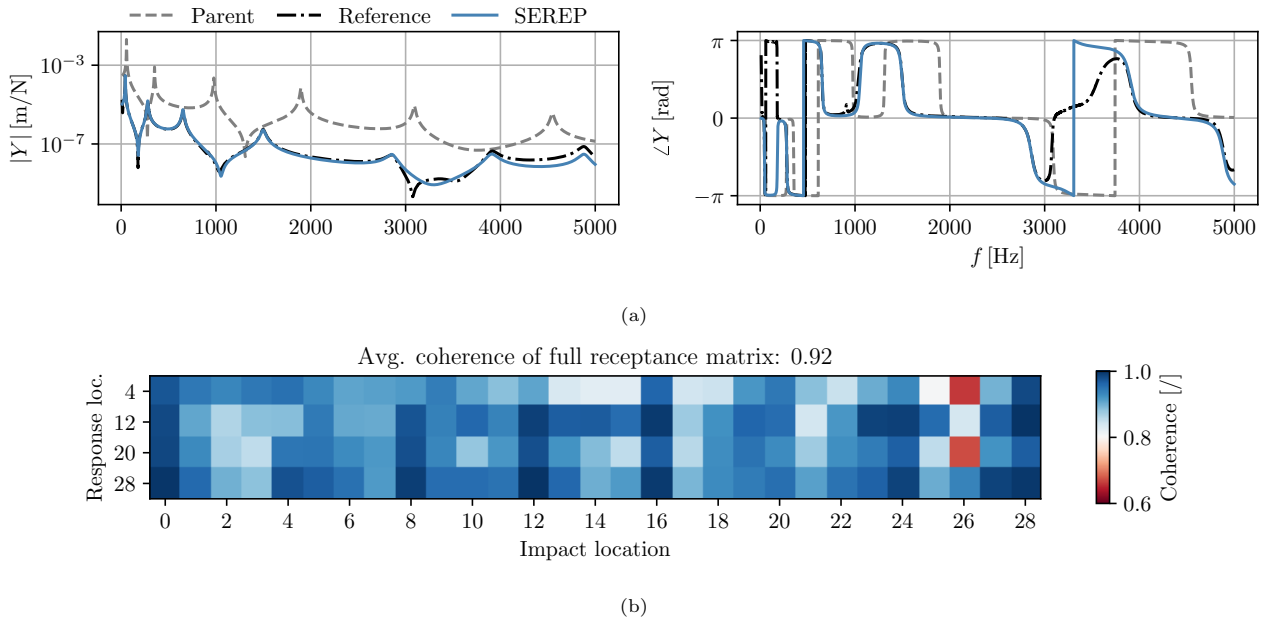 Parent Reference SEREP
|Y| [m/N]
10⁻³
10⁻⁷
0 1000 2000 3000 4000 5000
∠Y [rad]
π
0
−π
0 1000 2000 3000 4000 5000
f [Hz]
(a)
Avg. coherence of full receptance matrix: 0.92
Response loc.
4
12
20
28
0 2 4 6 8 10 12 14 16 18 20 22 24 26 28
Impact location
1.0
0.8
0.6
Coherence [/]
(b)